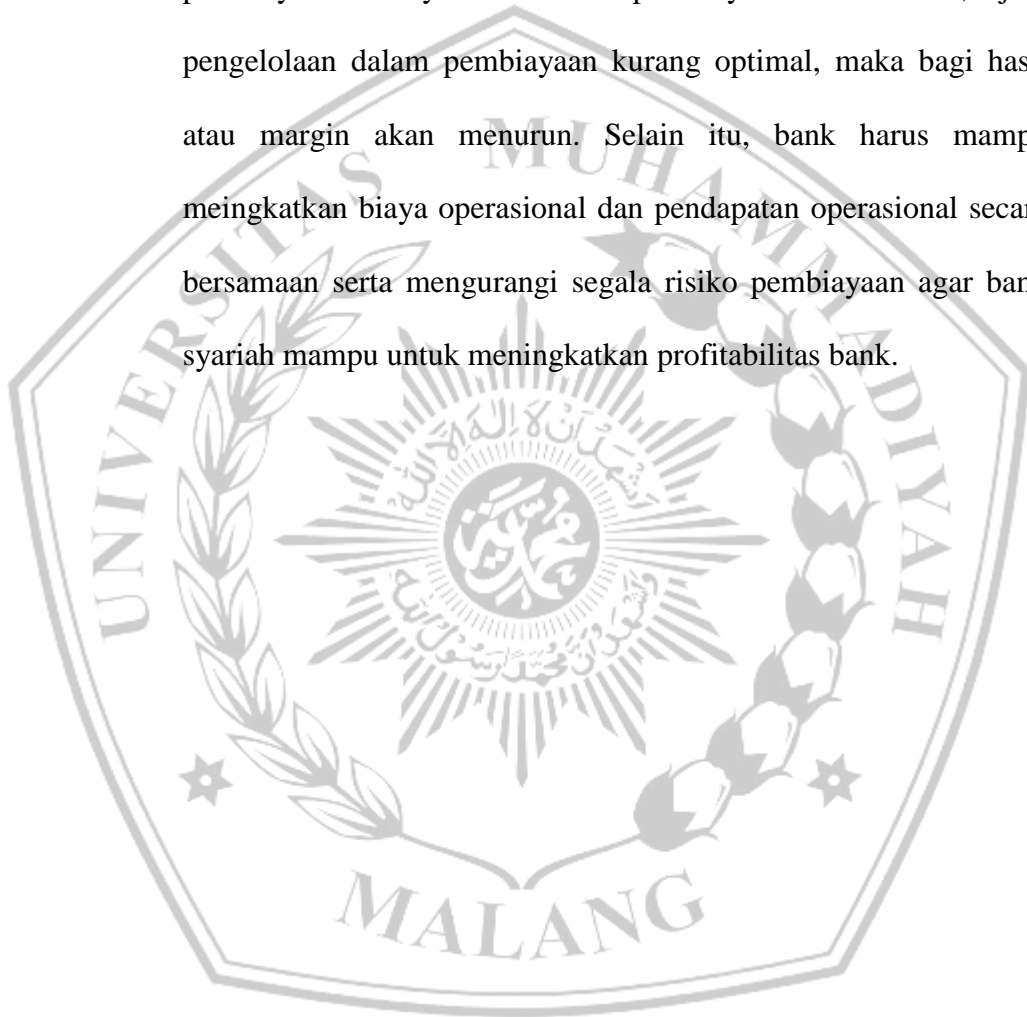 pengelolaan dalam pembiayaan kurang optimal, maka bagi has
atau margin akan menurun. Selain itu, bank harus mamp
meingkatkan biaya operasional dan pendapatan operasional secar
bersamaan serta mengurangi segala risiko pembiayaan agar ban
syariah mampu untuk meningkatkan profitabilitas bank.
UNIVERSITAS MUHAMMADIYAH
MALANG